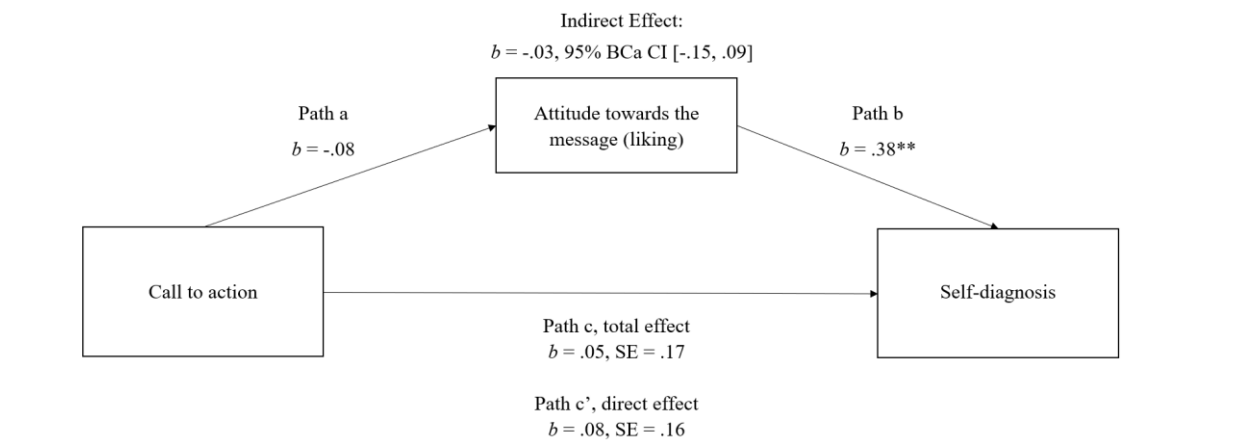 Indirect Effect:
b = -.03, 95% BCa CI [-.15, .09]
Path a
b = -.08
Attitude towards the
message (liking)
Path b
b = .38**
Call to action
Self-diagnosis
Path c, total effect
b = .05, SE = .17
Path c’, direct effect
b = .08, SE = .16